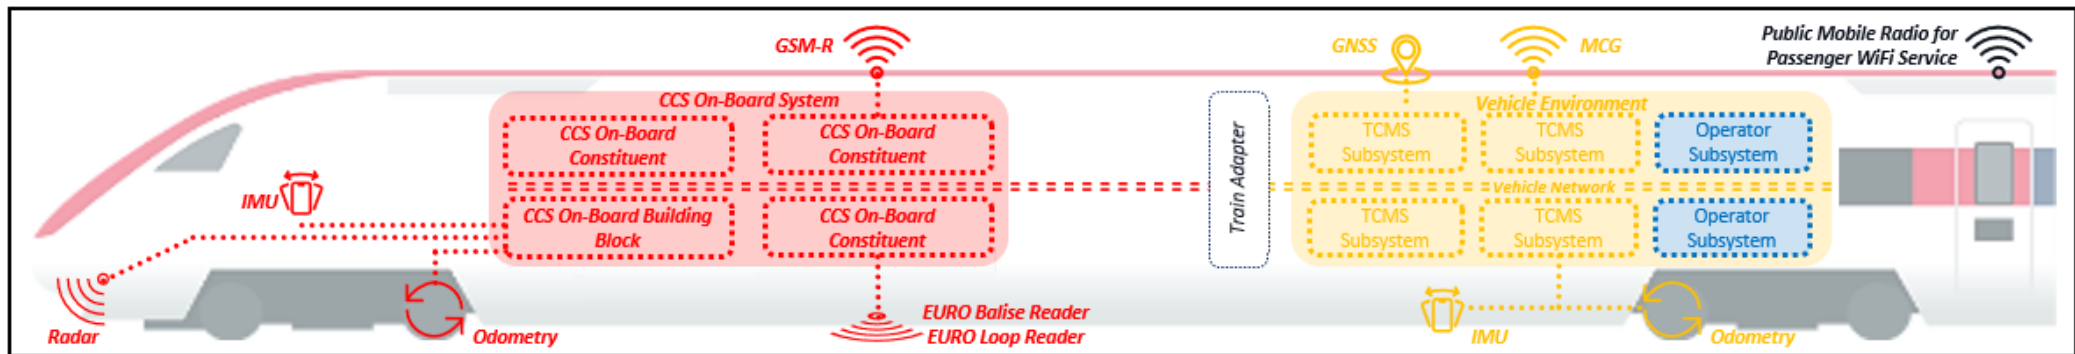 GSM-R
GNSS
MCG
Public Mobile Radio for
Passenger WiFi Service
CCS On-Board System
CCS On-Board
Constituent
CCS On-Board
Constituent
IMU
CCS On-Board Building
Block
CCS On-Board
Constituent
Radar
Odometry
EURO Balise Reader
EURO Loop Reader
Train Adapter
Vehicle Environment
TCMS
Subsystem
TCMS
Subsystem
Operator
Subsystem
Vehicle Network
TCMS
Subsystem
TCMS
Subsystem
Operator
Subsystem
IMU
Odometry